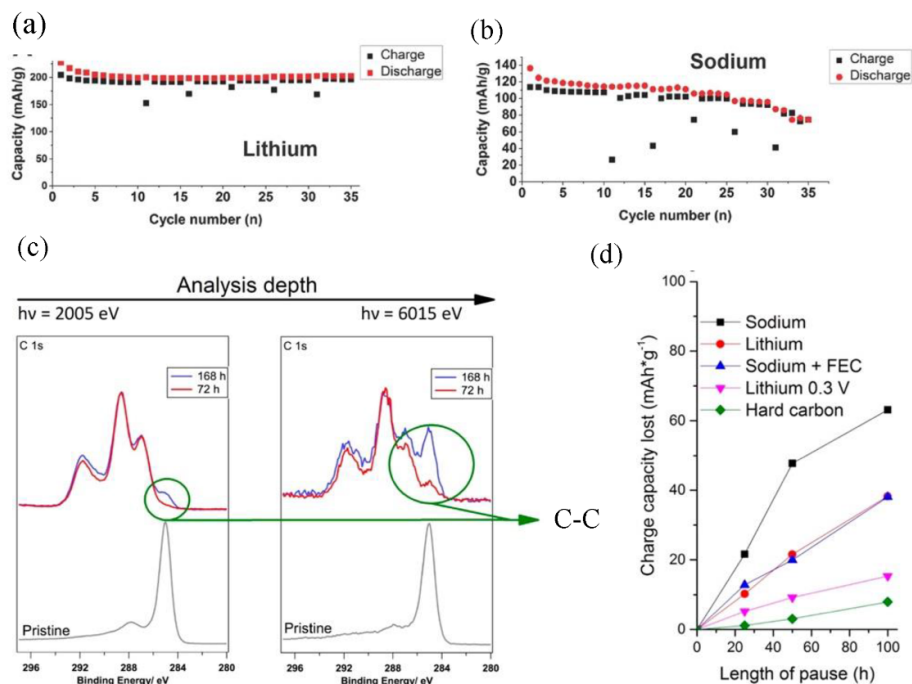 (a)
Charge
Discharge
Capacity (mAh/g)
200
150
100
50
0
Lithium
0 5 10 15 20 25 30 35
Cycle number (n)
(b)
Sodium
Charge
Discharge
Capacity (mAh/g)
140
120
100
80
60
40
20
0
0 5 10 15 20 25 30 35
Cycle number (n)
(c)
Analysis depth
hν = 2005 eV
hν = 6015 eV
C 1s
168 h
72 h
Pristine
296 292 288 284 280
Binding Energy/ eV
C 1s
168 h
72 h
Pristine
296 292 288 284 280
Binding Energy/ eV
C-C
(d)
Charge capacity lost (mAh*g⁻¹)
100
80
60
40
20
0
Sodium
Lithium
Sodium + FEC
Lithium 0.3 V
Hard carbon
0 20 40 60 80 100
Length of pause (h)